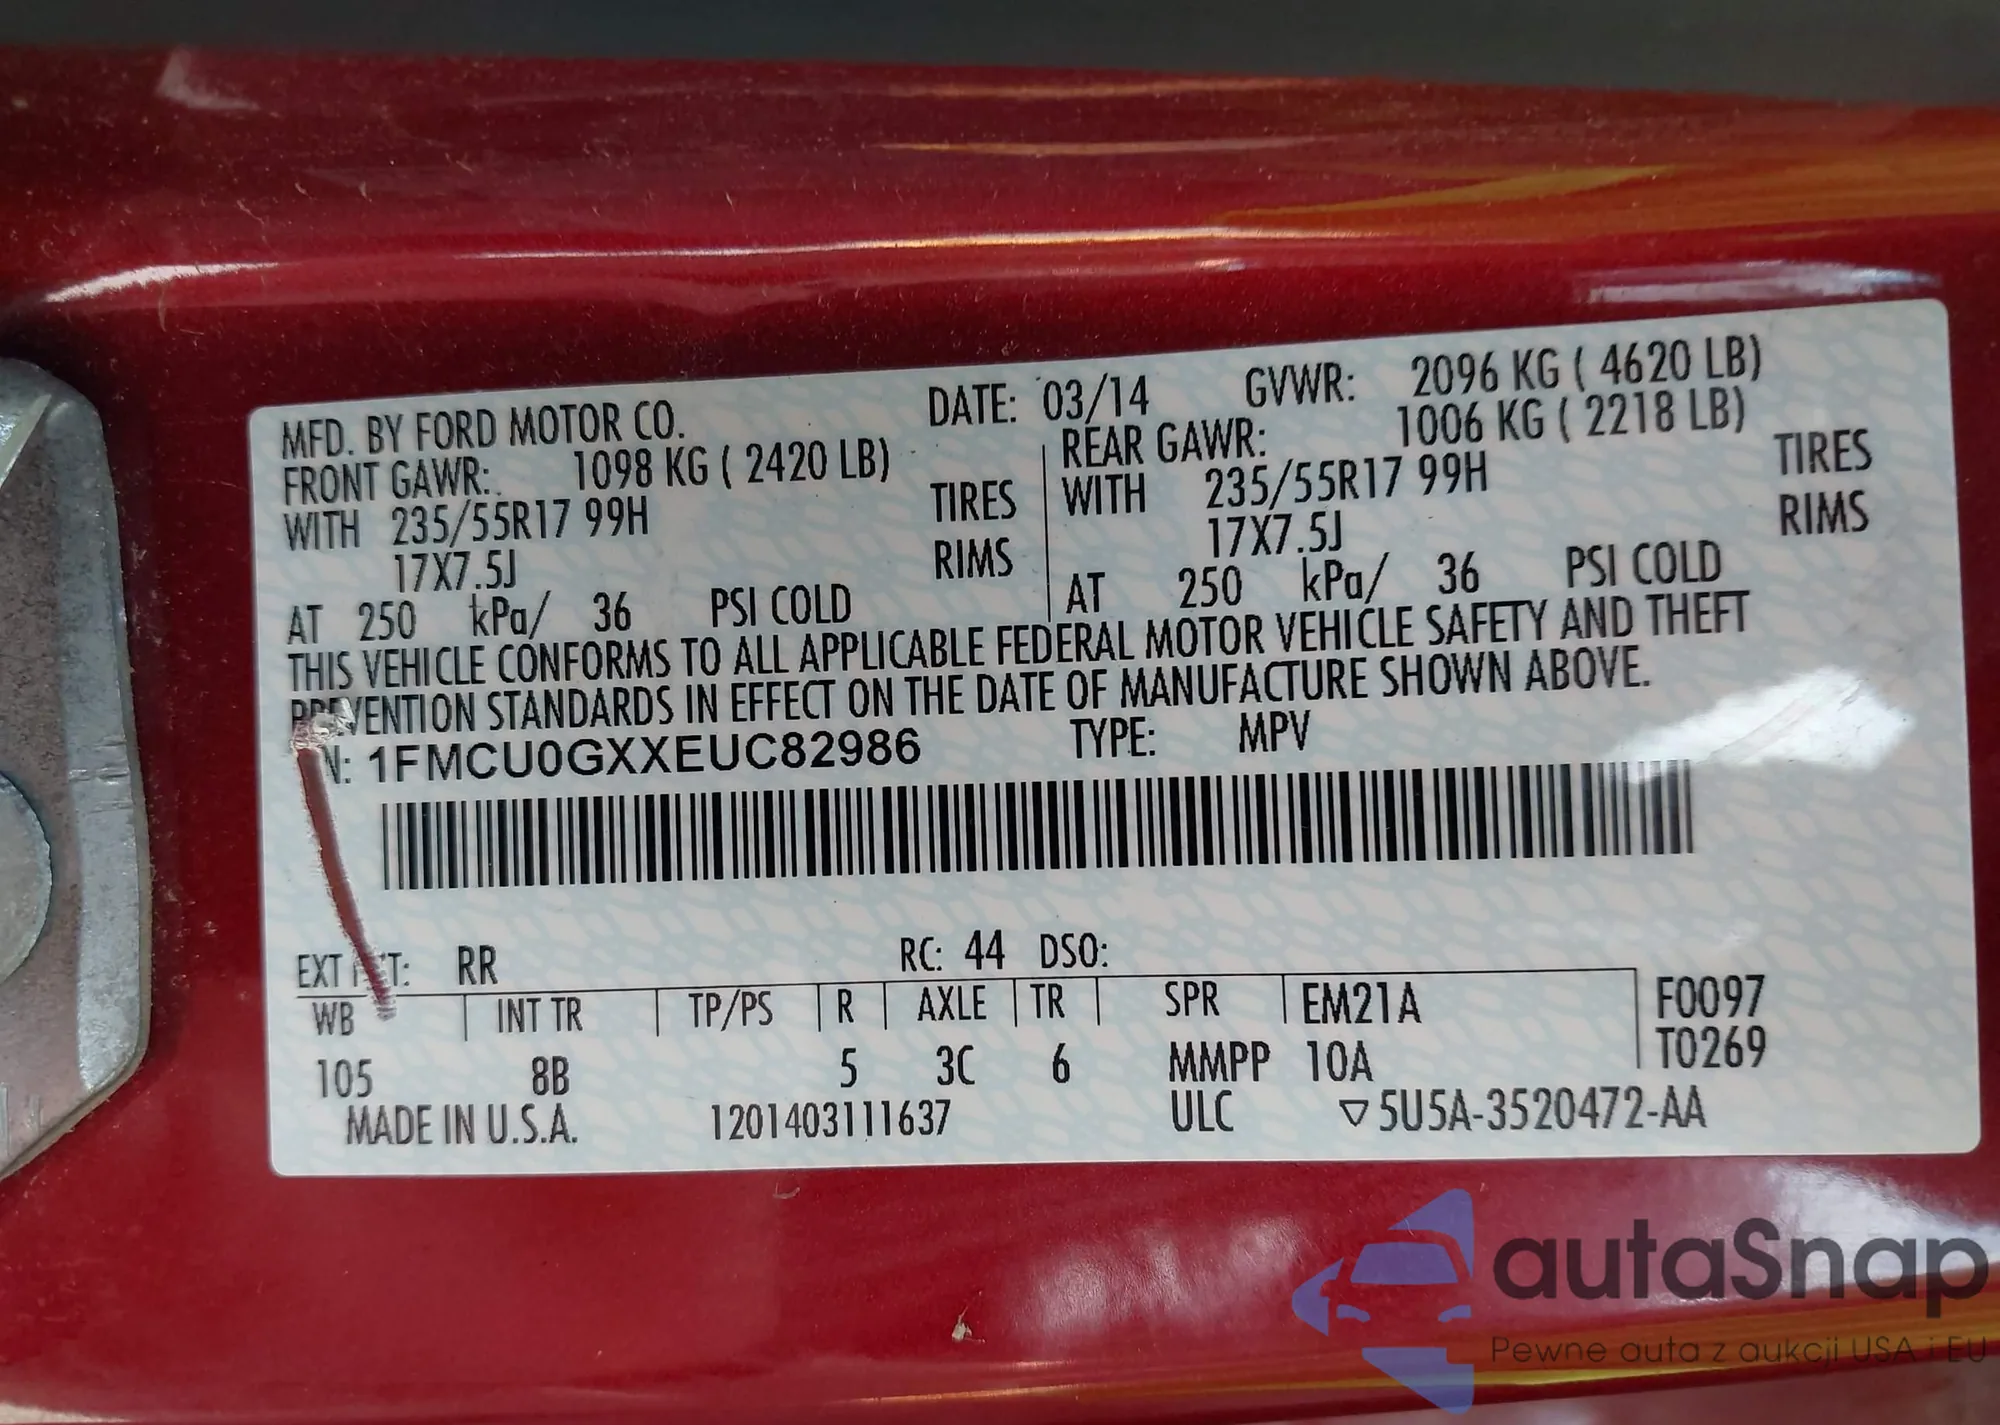 MFD. BY FORD MOTOR CO. DATE: 03/14 GVWR: 2096 KG ( 4620 LB)
FRONT GAWR: 1098 KG ( 2420 LB) REAR GAWR: 1006 KG ( 2218 LB)
WITH 235/55R17 99H TIRES WITH 235/55R17 99H TIRES
17X7.5J RIMS 17X7.5J RIMS
AT 250 kPa/ 36 PSI COLD AT 250 kPa/ 36 PSI COLD
THIS VEHICLE CONFORMS TO ALL APPLICABLE FEDERAL MOTOR VEHICLE SAFETY AND THEFT
PREVENTION STANDARDS IN EFFECT ON THE DATE OF MANUFACTURE SHOWN ABOVE.
N: 1FMCU0GXXEUC82986 TYPE: MPV
EXT T: RR RC: 44 DSO:
WB INT TR TP/PS R AXLE TR SPR EM21A F0097
105 8B 5 3C 6 MMPP 10A T0269
MADE IN U.S.A. 1201403111637 ULC ▽5U5A-3520472-AA
autaSnap
Pewne auta z aukcji USA i EU